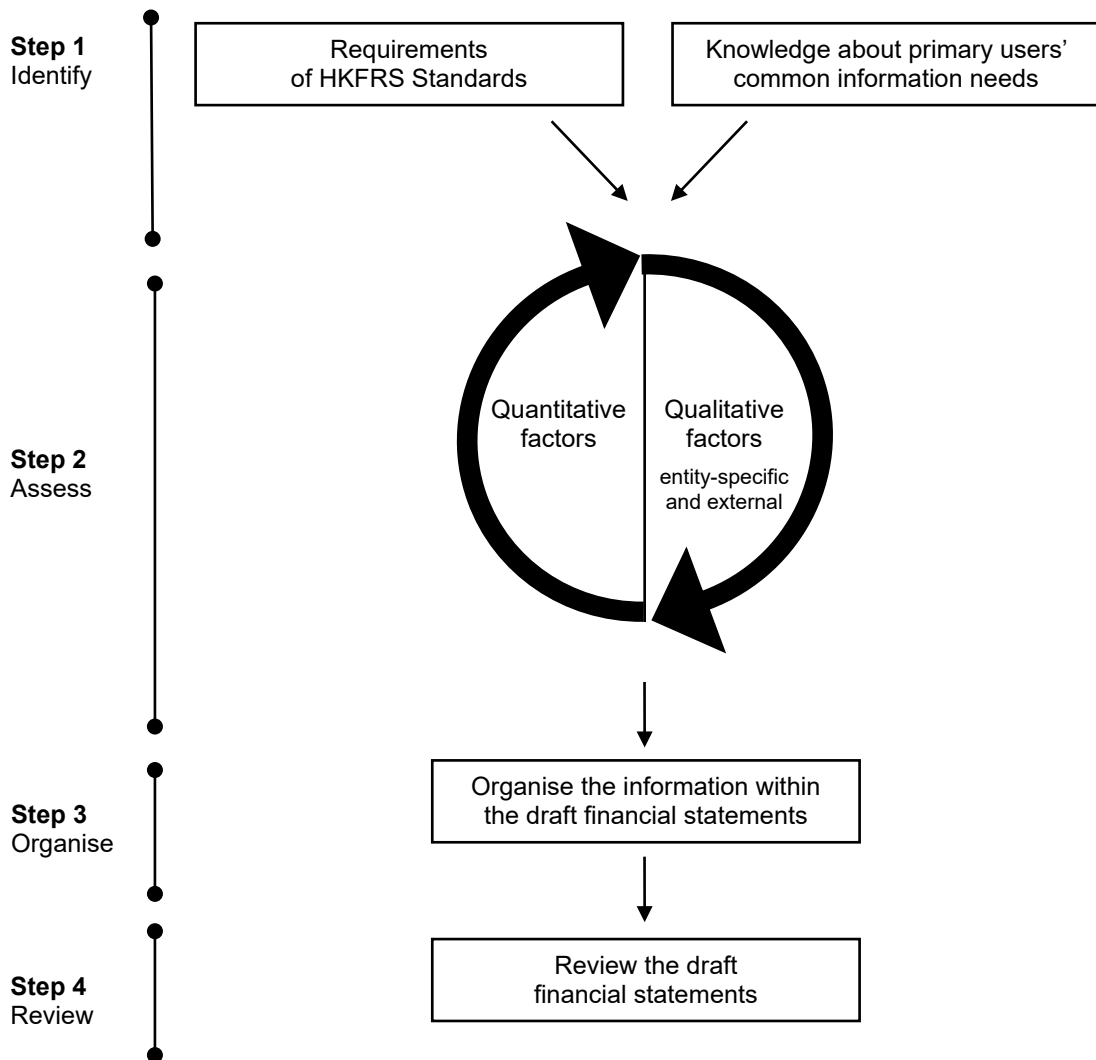 Step 1
Identify
Requirements
of HKFRS Standards
Knowledge about primary users’
common information needs
Step 2
Assess
Quantitative
factors
Qualitative
factors
entity-specific
and external
Step 3
Organise
Organise the information within
the draft financial statements
Step 4
Review
Review the draft
financial statements